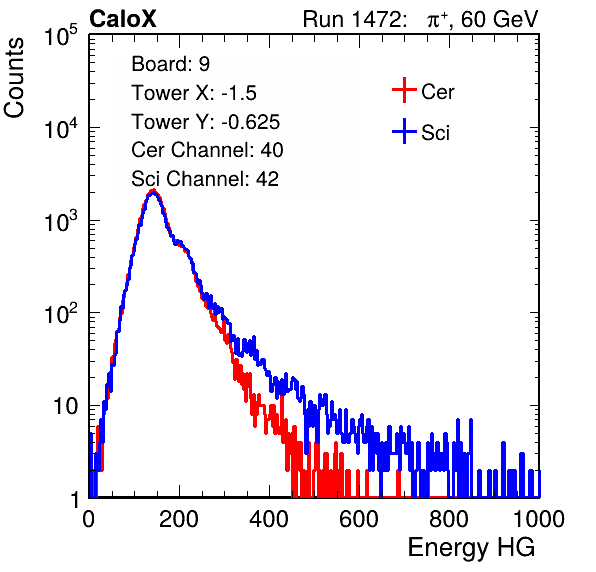 CaloX Run 1472: π⁺, 60 GeV
Counts
10⁵
10⁴
10³
10²
10
1
Board: 9
Tower X: -1.5
Tower Y: -0.625
Cer Channel: 40
Sci Channel: 42
Cer
Sci
0 200 400 600 800 1000
Energy HG